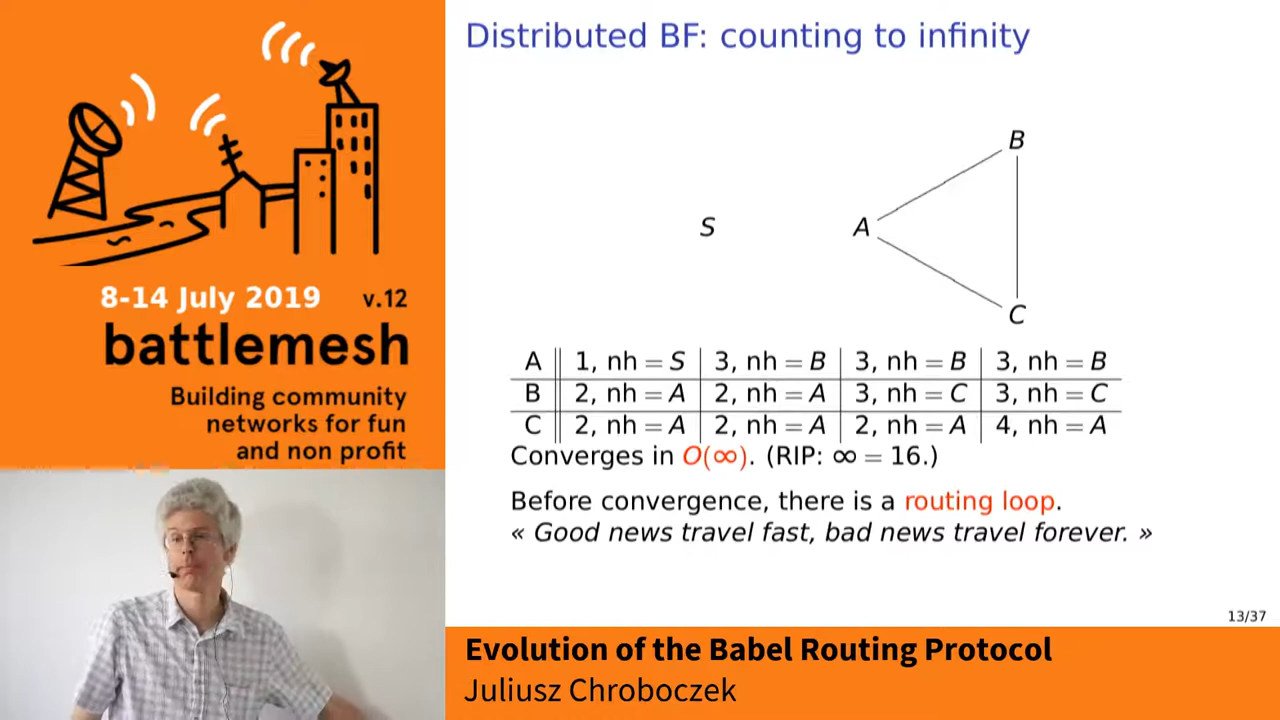 8-14 July 2019 v.12
battlemesh
Building community
networks for fun
and non profit
Distributed BF: counting to infinity
B
S
A
C
A 1, nh = S 3, nh = B 3, nh = B 3, nh = B
B 2, nh = A 2, nh = A 3, nh = C 3, nh = C
C 2, nh = A 2, nh = A 2, nh = A 4, nh = A
Converges in O(∞). (RIP: ∞ = 16.)
Before convergence, there is a routing loop.
« Good news travel fast, bad news travel forever. »
13/37
Evolution of the Babel Routing Protocol
Juliusz Chroboczek